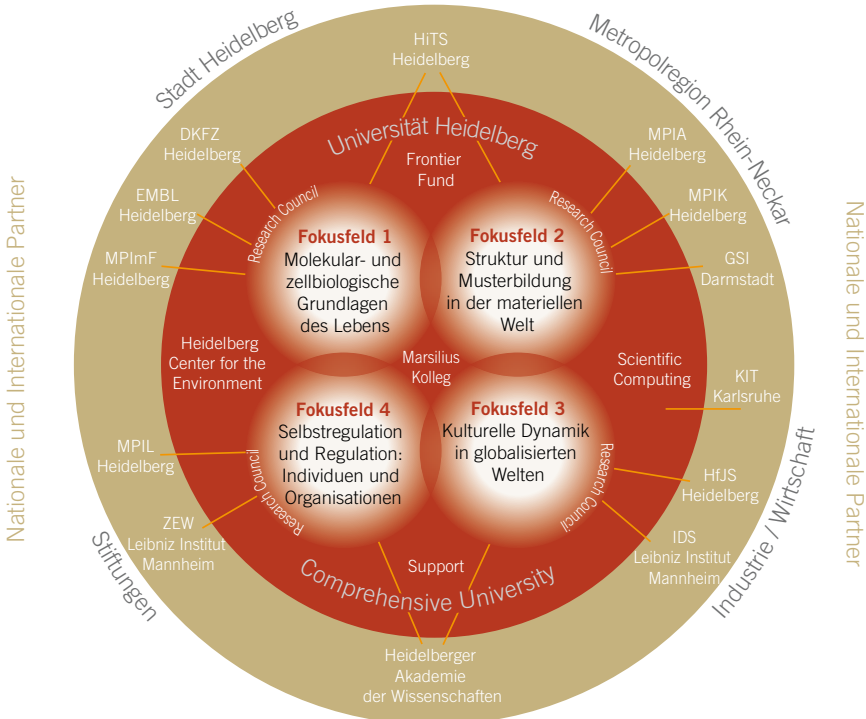 Stadt Heidelberg
Metropolregion Rhein-Neckar
Nationale und Internationale Partner
Nationale und Internationale Partner
HiTS
Heidelberg
Universität Heidelberg
Frontier
Fund
DKFZ
Heidelberg
EMBL
Heidelberg
MPImF
Heidelberg
MPIA
Heidelberg
MPIK
Heidelberg
GSI
Darmstadt
Research Council
Fokusfeld 1
Molekular- und
zellbiologische
Grundlagen
des Lebens
Research Council
Fokusfeld 2
Struktur und
Musterbildung
in der materiellen
Welt
Heidelberg
Center for the
Environment
Marsilius
Kolleg
Scientific
Computing
KIT
Karlsruhe
Fokusfeld 4
Selbstregulation
und Regulation:
Individuen und
Organisationen
Research Council
Fokusfeld 3
Kulturelle Dynamik
in globalisierten
Welten
Research Council
MPIL
Heidelberg
ZEW
Leibniz Institut
Mannheim
HfJS
Heidelberg
IDS
Leibniz Institut
Mannheim
Support
Comprehensive University
Heidelberger
Akademie
der Wissenschaften
Stiftungen
Industrie / Wirtschaft